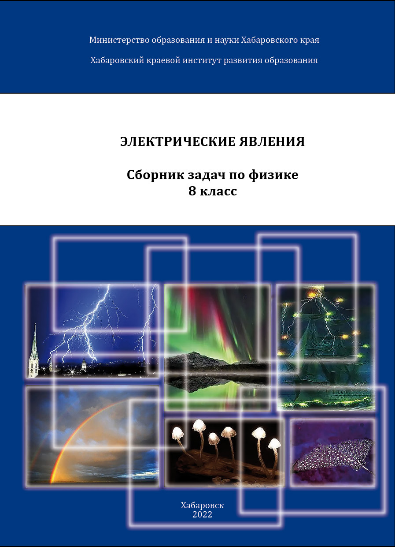 Министерство образования и науки Хабаровского края
Хабаровский краевой институт развития образования
ЭЛЕКТРИЧЕСКИЕ ЯВЛЕНИЯ
Сборник задач по физике
8 класс
Хабаровск
2022